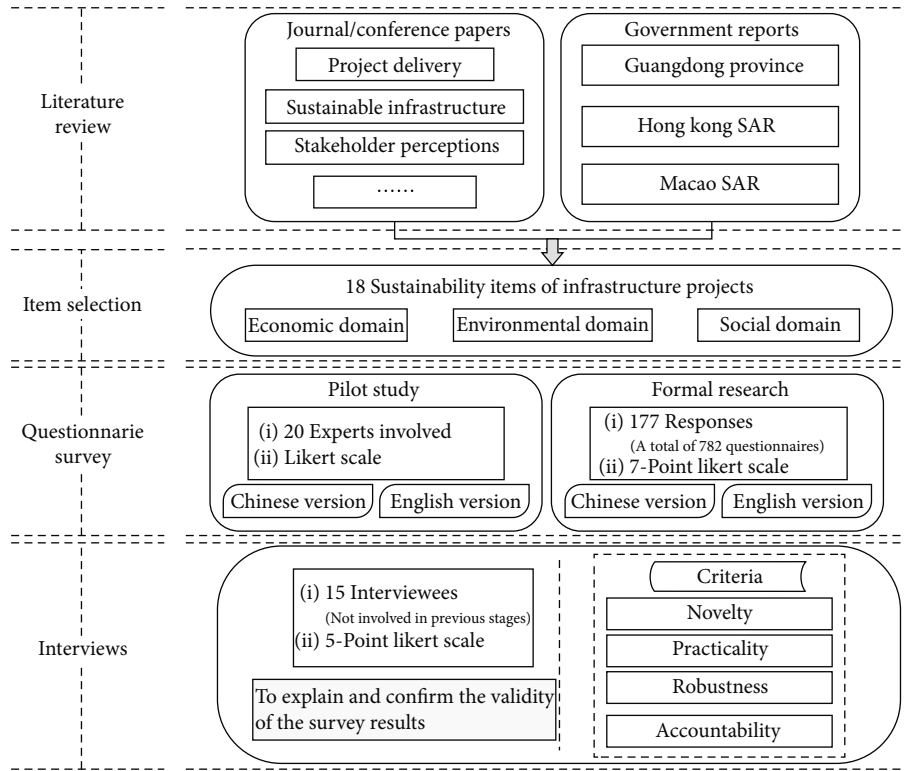 Literature
review
Journal/conference papers
Project delivery
Sustainable infrastructure
Stakeholder perceptions
......
Government reports
Guangdong province
Hong kong SAR
Macao SAR
Item selection
18 Sustainability items of infrastructure projects
Economic domain
Environmental domain
Social domain
Questionnarie
survey
Pilot study
(i) 20 Experts involved
(ii) Likert scale
Chinese version
English version
Formal research
(i) 177 Responses
(A total of 782 questionnaires)
(ii) 7-Point likert scale
Chinese version
English version
Interviews
(i) 15 Interviewees
(Not involved in previous stages)
(ii) 5-Point likert scale
To explain and confirm the validity
of the survey results
Criteria
Novelty
Practicality
Robustness
Accountability